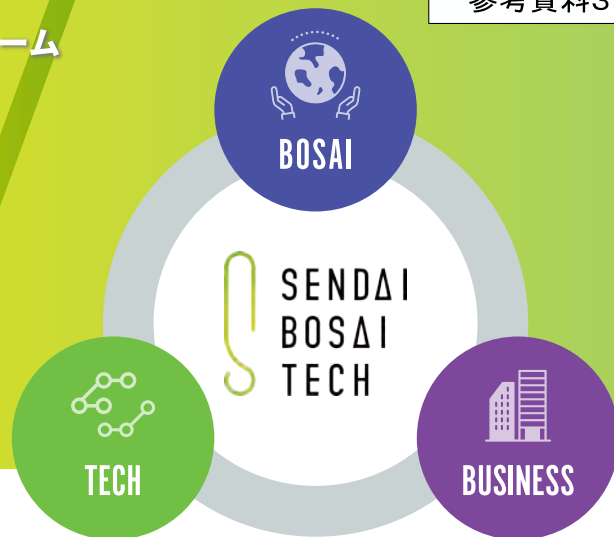 参考資料3
ーム
BOSAI
SENDAI
BOSAI
TECH
TECH
BUSINESS